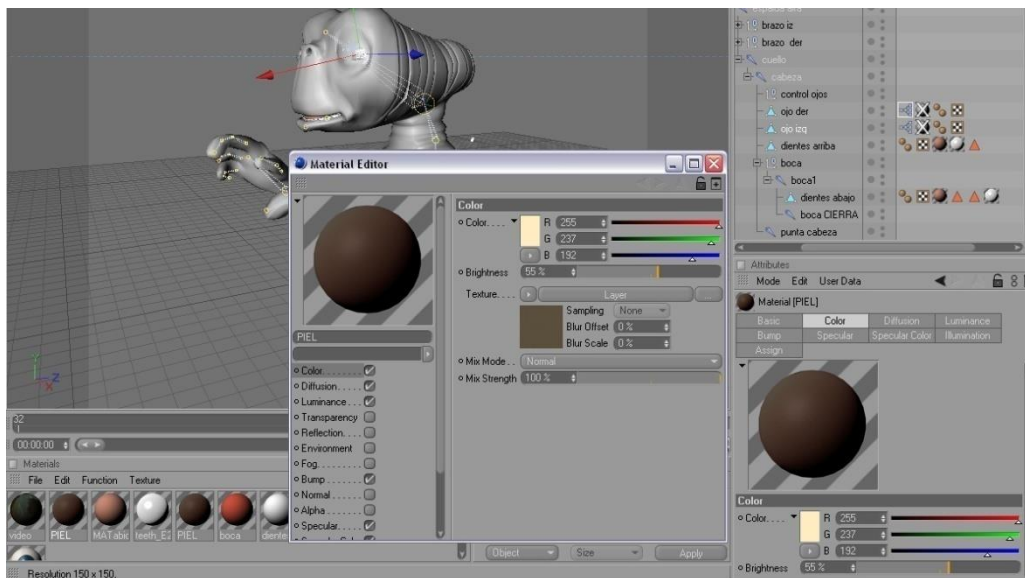 brazo iz
brazo der
cuello
cabeza
control ojos
ojo der
ojo izq
dientes arriba
boca
boca1
dientes abajo
boca CIERRA
punta cabeza
Y
Z
X
32
00:00:00
Materials
File Edit Function Texture
video PIEL MATabic teeth_E2 PIEL boca diente
Resolution 150 x 150.
Material Editor
PIEL
Color
Diffusion
Luminance
Transparency
Reflection
Environment
Fog
Bump
Normal
Alpha
Specular
Color
Color R 255
G 237
B 192
Brightness 55 %
Texture Layer ...
Sampling None
Blur Offset 0 %
Blur Scale 0 %
Mix Mode Normal
Mix Strength 100 %
Object Size Apply
Attributes
Mode Edit User Data
Material [PIEL]
Basic Color Diffusion Luminance
Bump Specular Specular Color Illumination
Assign
Color
Color R 255
G 237
B 192
Brightness 55 %